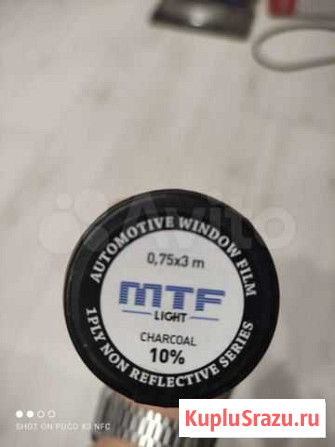 AUTOMOTIVE WINDOW FILM
0,75x3 m
MTF
LIGHT
CHARCOAL
10%
1PLY NON REFLECTIVE SERIES
Avito
SHOT ON POCO X3 NFC
KupluSrazu.ru